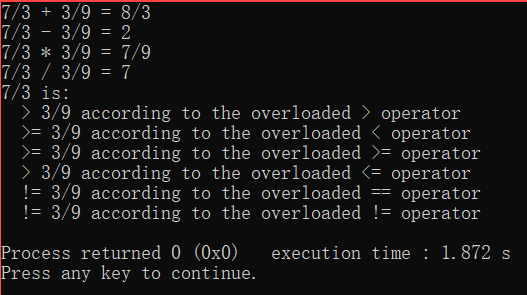 7/3 + 3/9 = 8/3
7/3 - 3/9 = 2
7/3 * 3/9 = 7/9
7/3 / 3/9 = 7
7/3 is:
  > 3/9 according to the overloaded > operator
  >= 3/9 according to the overloaded < operator
  >= 3/9 according to the overloaded >= operator
  > 3/9 according to the overloaded <= operator
  != 3/9 according to the overloaded == operator
  != 3/9 according to the overloaded != operator

Process returned 0 (0x0)   execution time : 1.872 s
Press any key to continue.